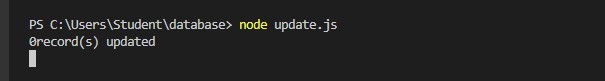 PS C:\Users\Student\database> node update.js
0record(s) updated